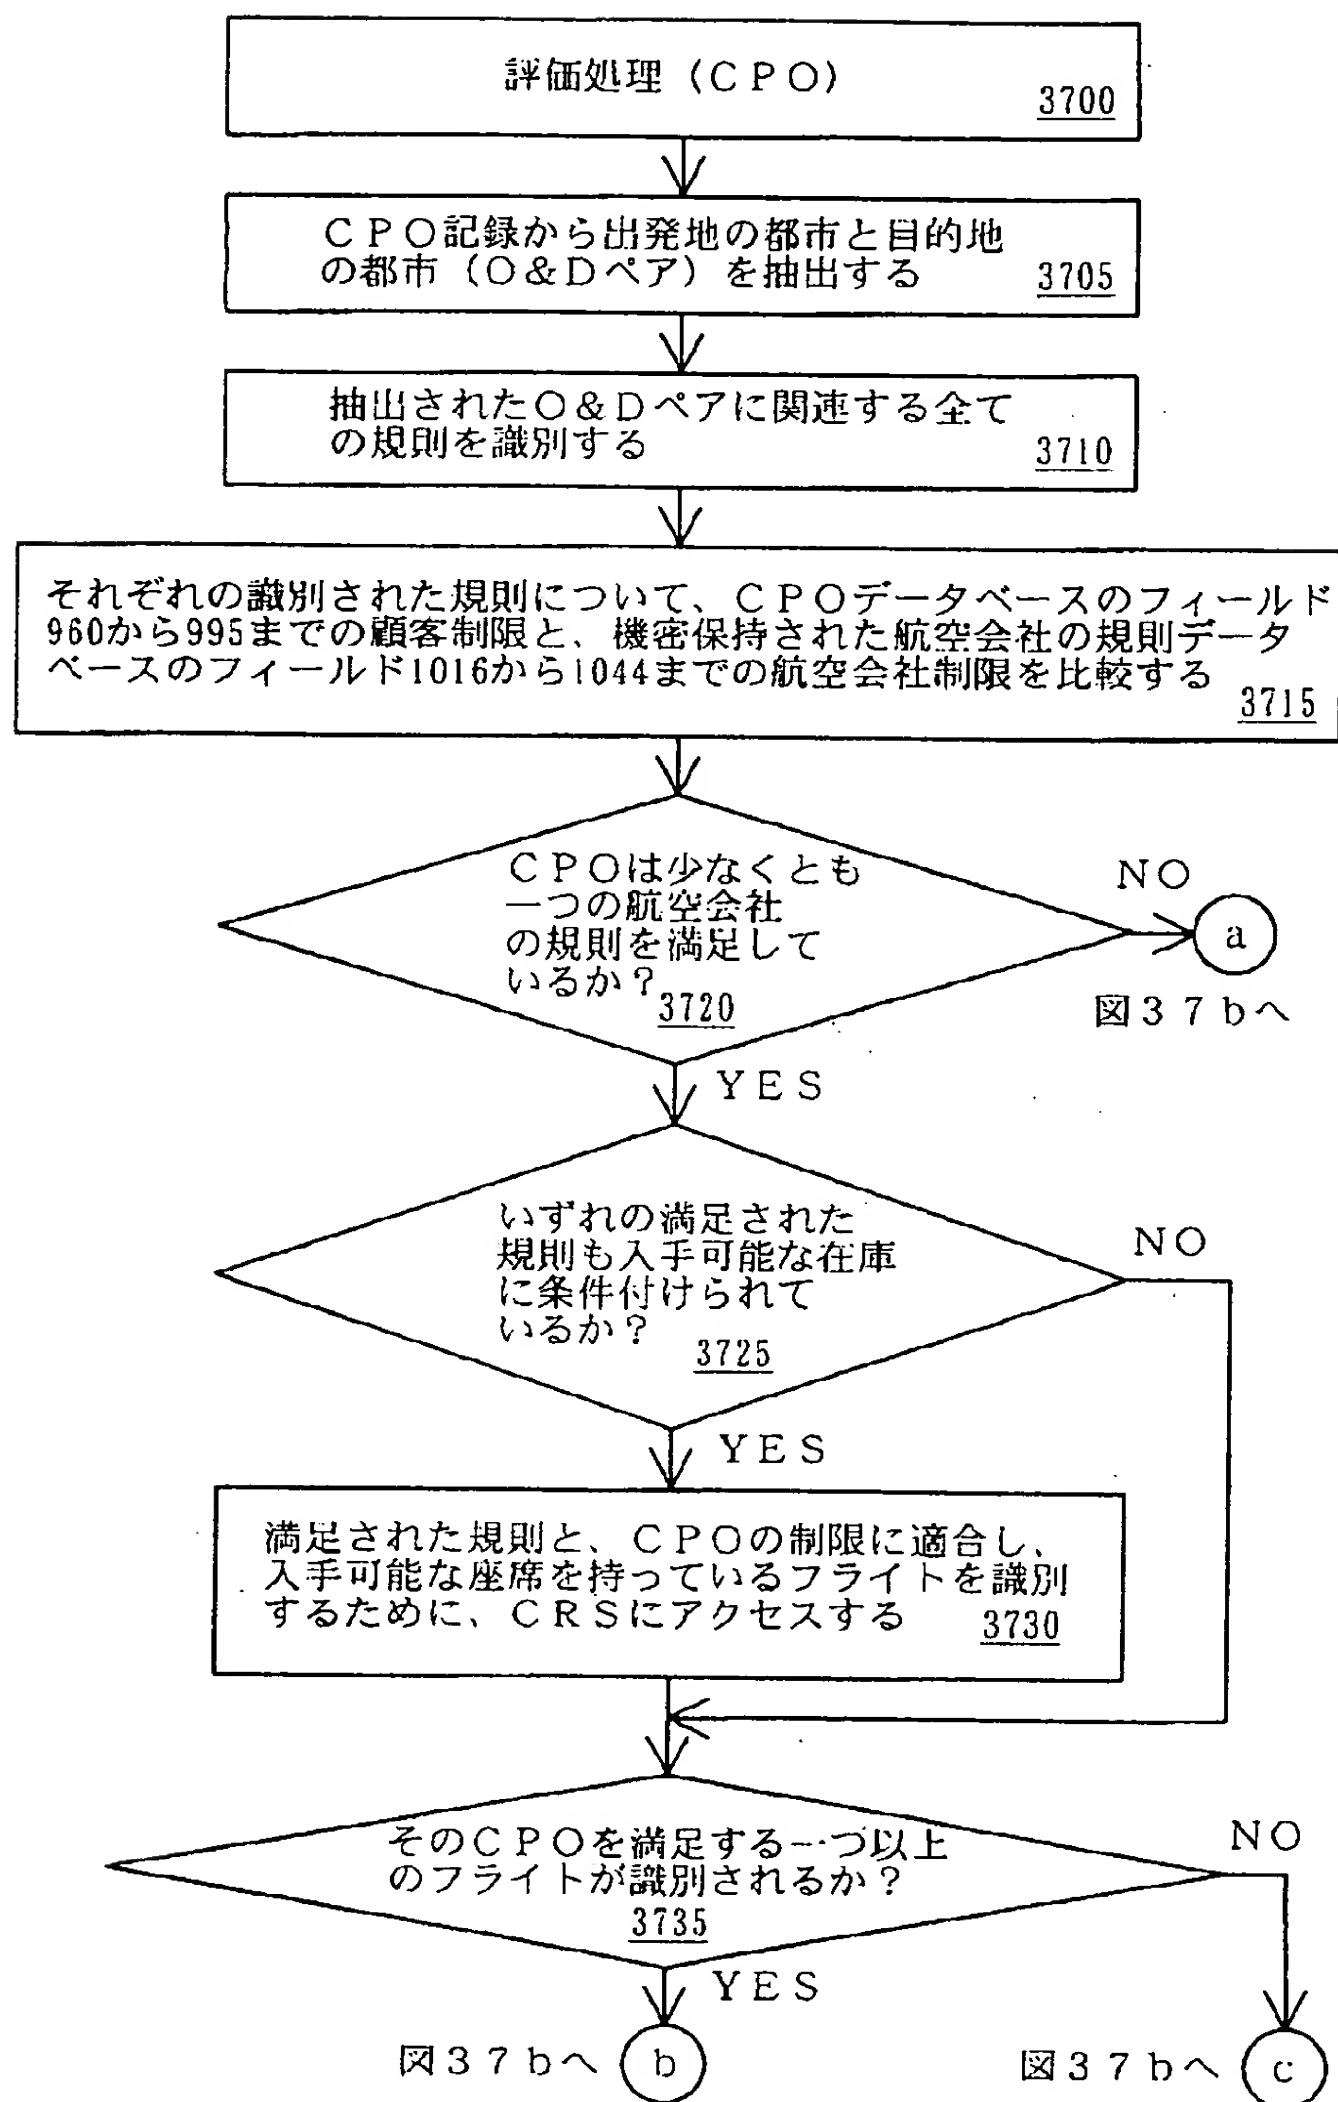 評価処理（ＣＰＯ）
3700
ＣＰＯ記録から出発地の都市と目的地
の都市（Ｏ＆Ｄペア）を抽出する
3705
抽出されたＯ＆Ｄペアに関連する全て
の規則を識別する
3710
それぞれの識別された規則について、ＣＰＯデータベースのフィールド
960から995までの顧客制限と、機密保持された航空会社の規則データ
ベースのフィールド1016から1044までの航空会社制限を比較する
3715
ＣＰＯは少なくとも
一つの航空会社
の規則を満足して
いるか？
3720
ＮＯ
a
図３７ｂへ
ＹＥＳ
いずれの満足された
規則も入手可能な在庫
に条件付けられて
いるか？
3725
ＮＯ
ＹＥＳ
満足された規則と、ＣＰＯの制限に適合し、
入手可能な座席を持っているフライトを識別
するために、ＣＲＳにアクセスする
3730
そのＣＰＯを満足する一つ以上
のフライトが識別されるか？
3735
ＮＯ
ＹＥＳ
図３７ｂへ
b
図３７ｂへ
c